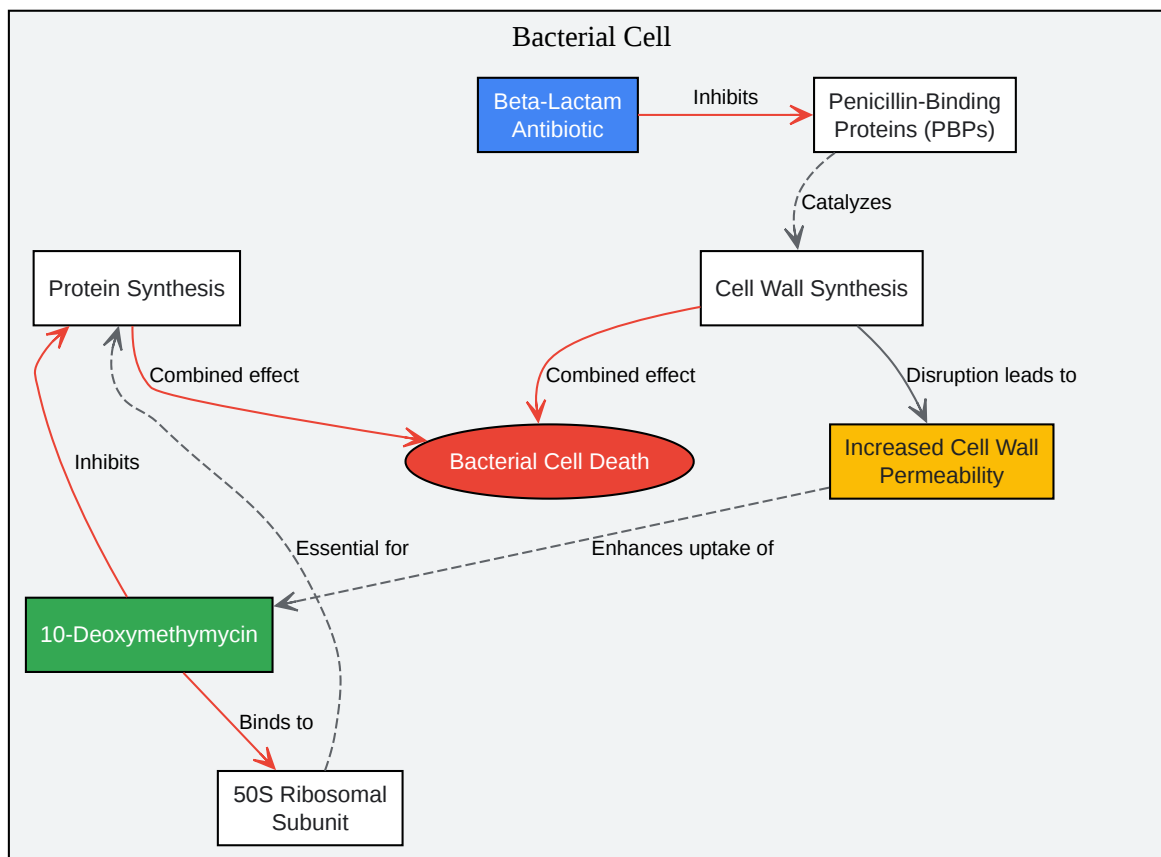 Bacterial Cell
Beta-Lactam
Antibiotic
Inhibits
Penicillin-Binding
Proteins (PBPs)
Catalyzes
Protein Synthesis
Cell Wall Synthesis
Combined effect
Combined effect
Disruption leads to
Bacterial Cell Death
Increased Cell Wall
Permeability
Inhibits
Essential for
Enhances uptake of
10-Deoxymethymycin
Binds to
50S Ribosomal
Subunit